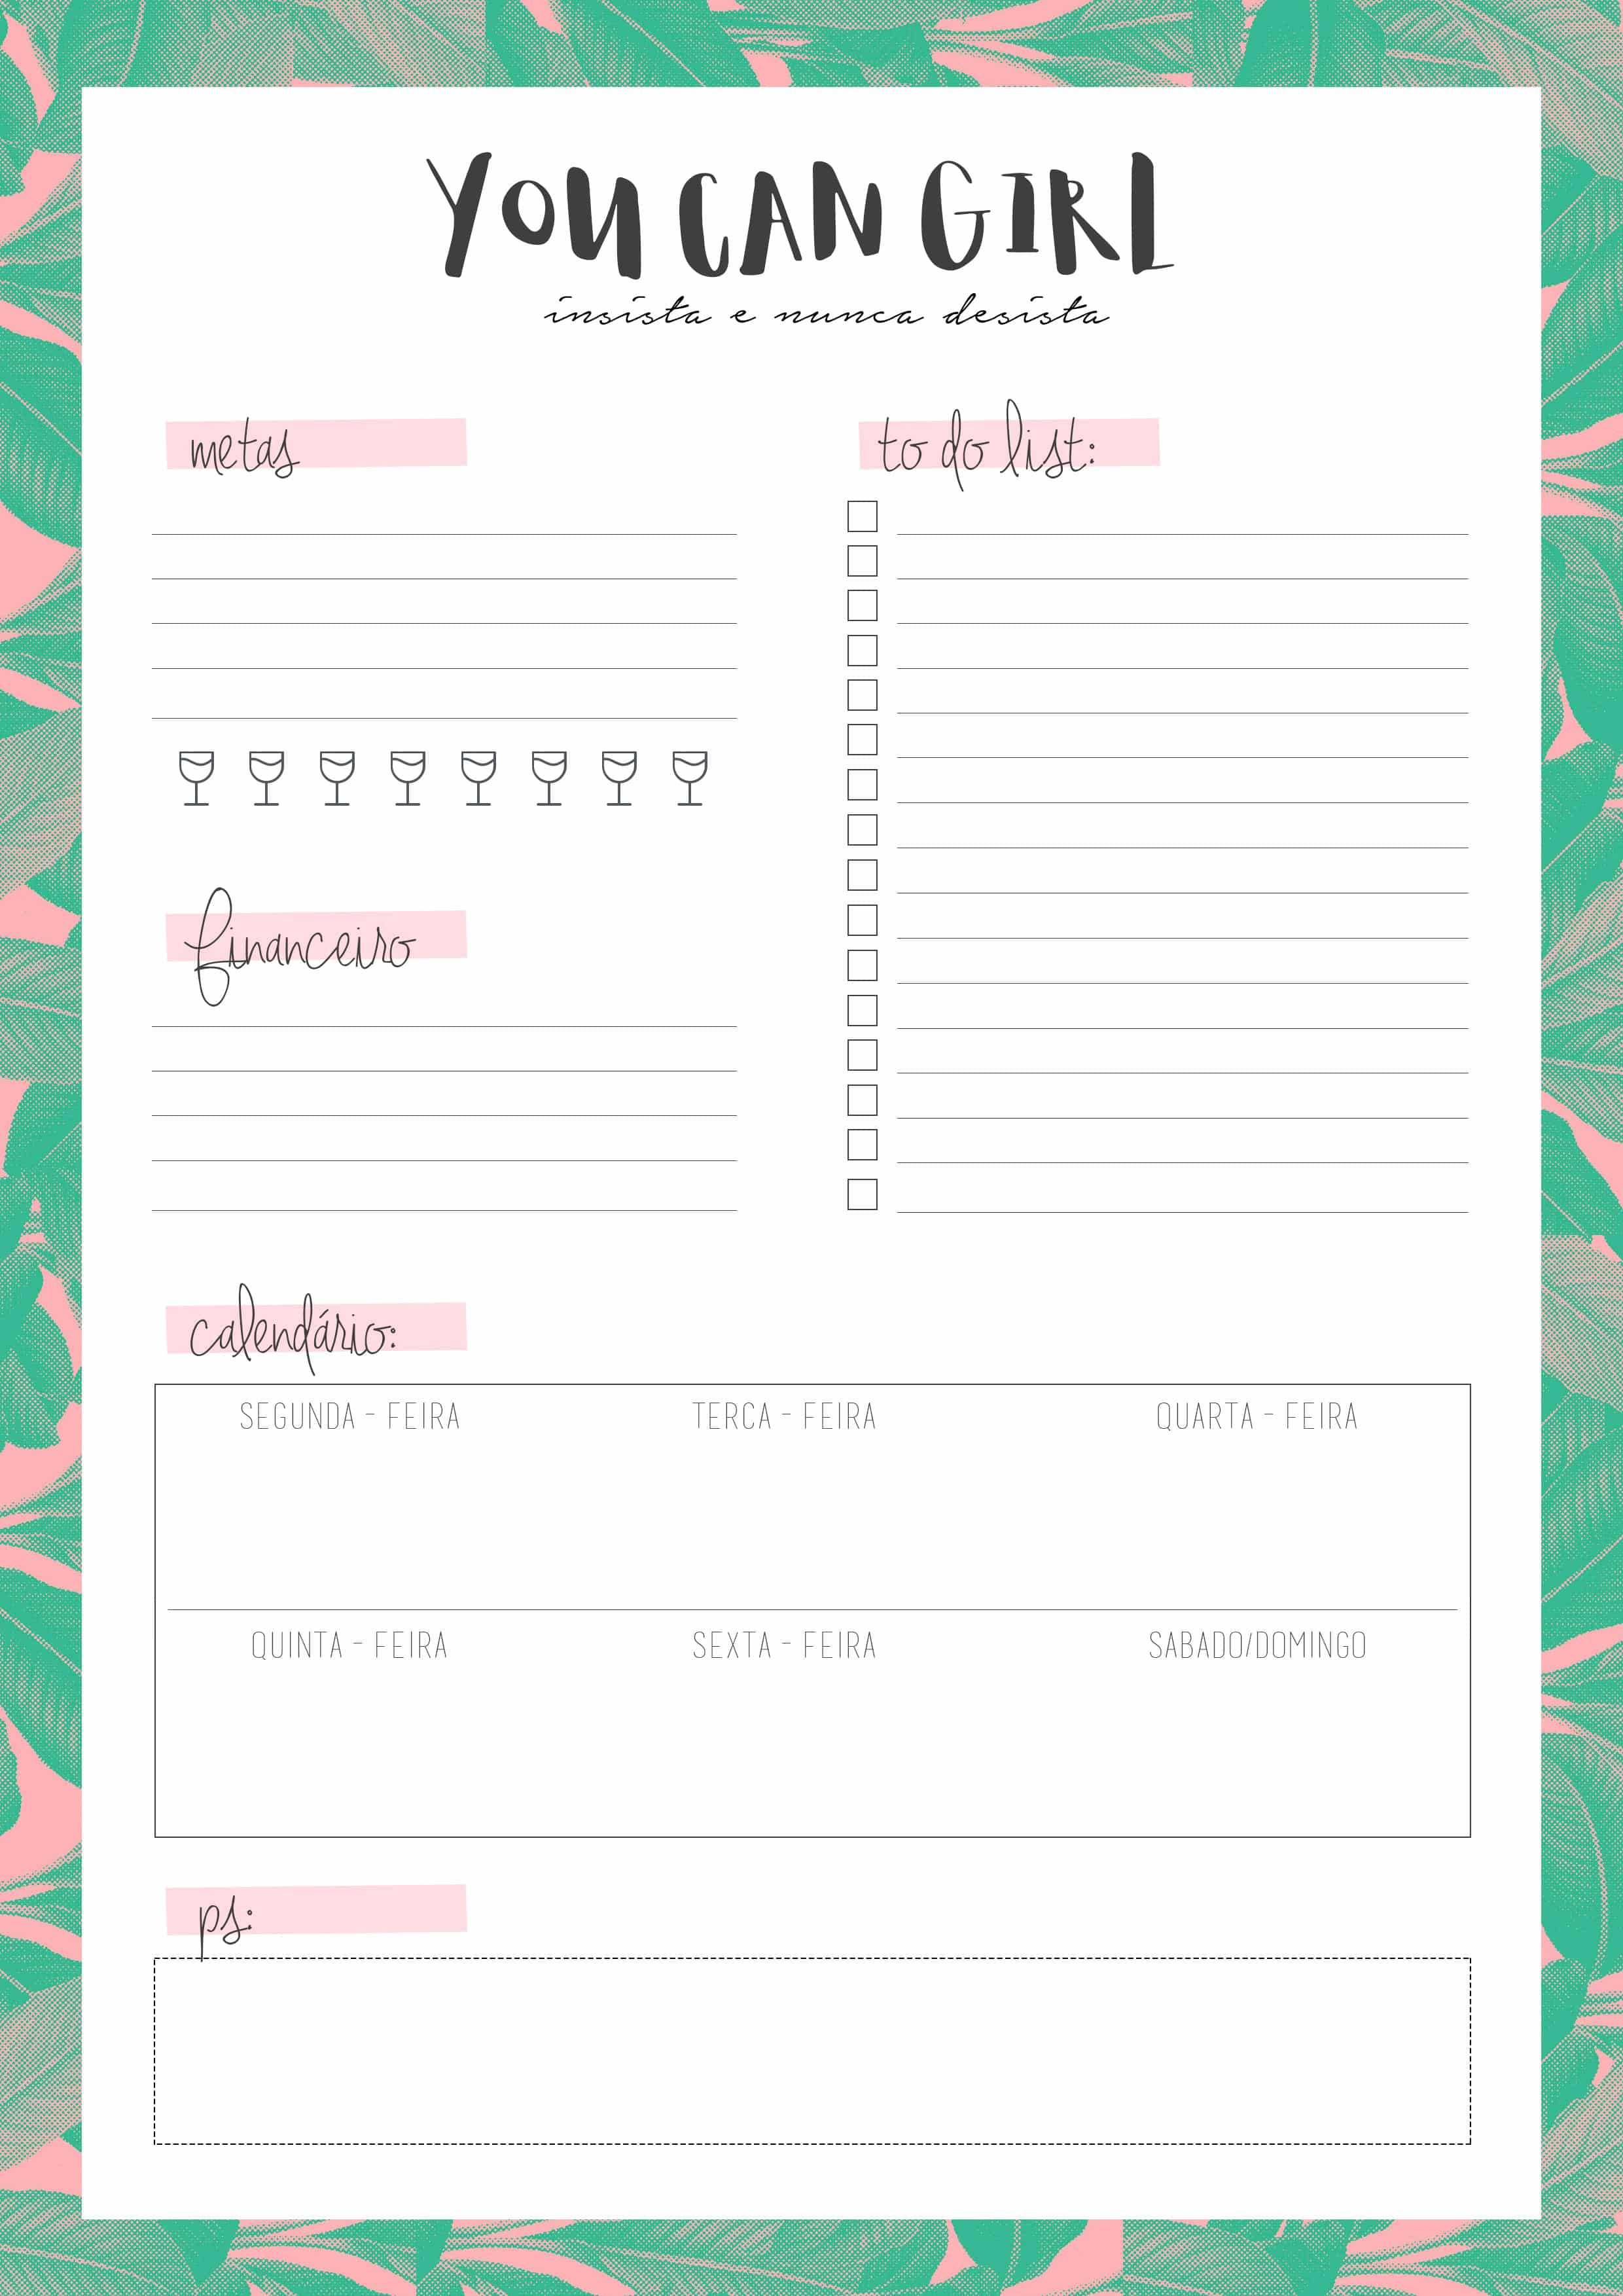 YOU CAN GIRL
insista e nunca desista
metas
to do list:
financeiro
calendário:
SEGUNDA - FEIRA
TERCA - FEIRA
QUARTA - FEIRA
QUINTA - FEIRA
SEXTA - FEIRA
SABADO/DOMINGO
ps: